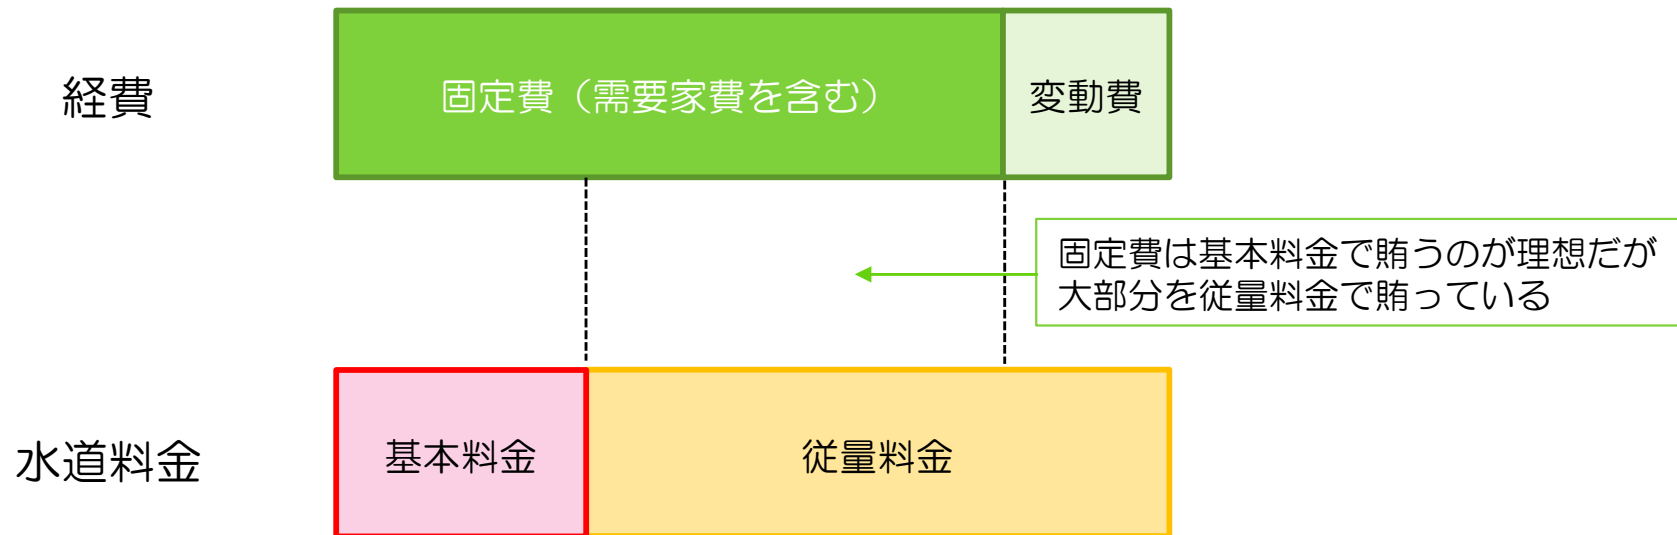 経費
固定費（需要家費を含む）
変動費
固定費は基本料金で賄うのが理想だが
大部分を従量料金で賄っている
水道料金
基本料金
従量料金